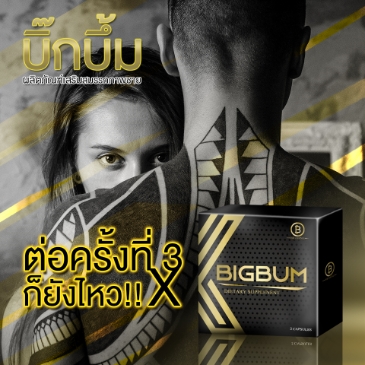 บิ๊กบึ้ม
ผลิตภัณฑ์เสริมสมรรถภาพชาย
ต่อครั้งที่ 3
ก็ยังไหว!! X
B
BIGBUM
3 CAPSULES